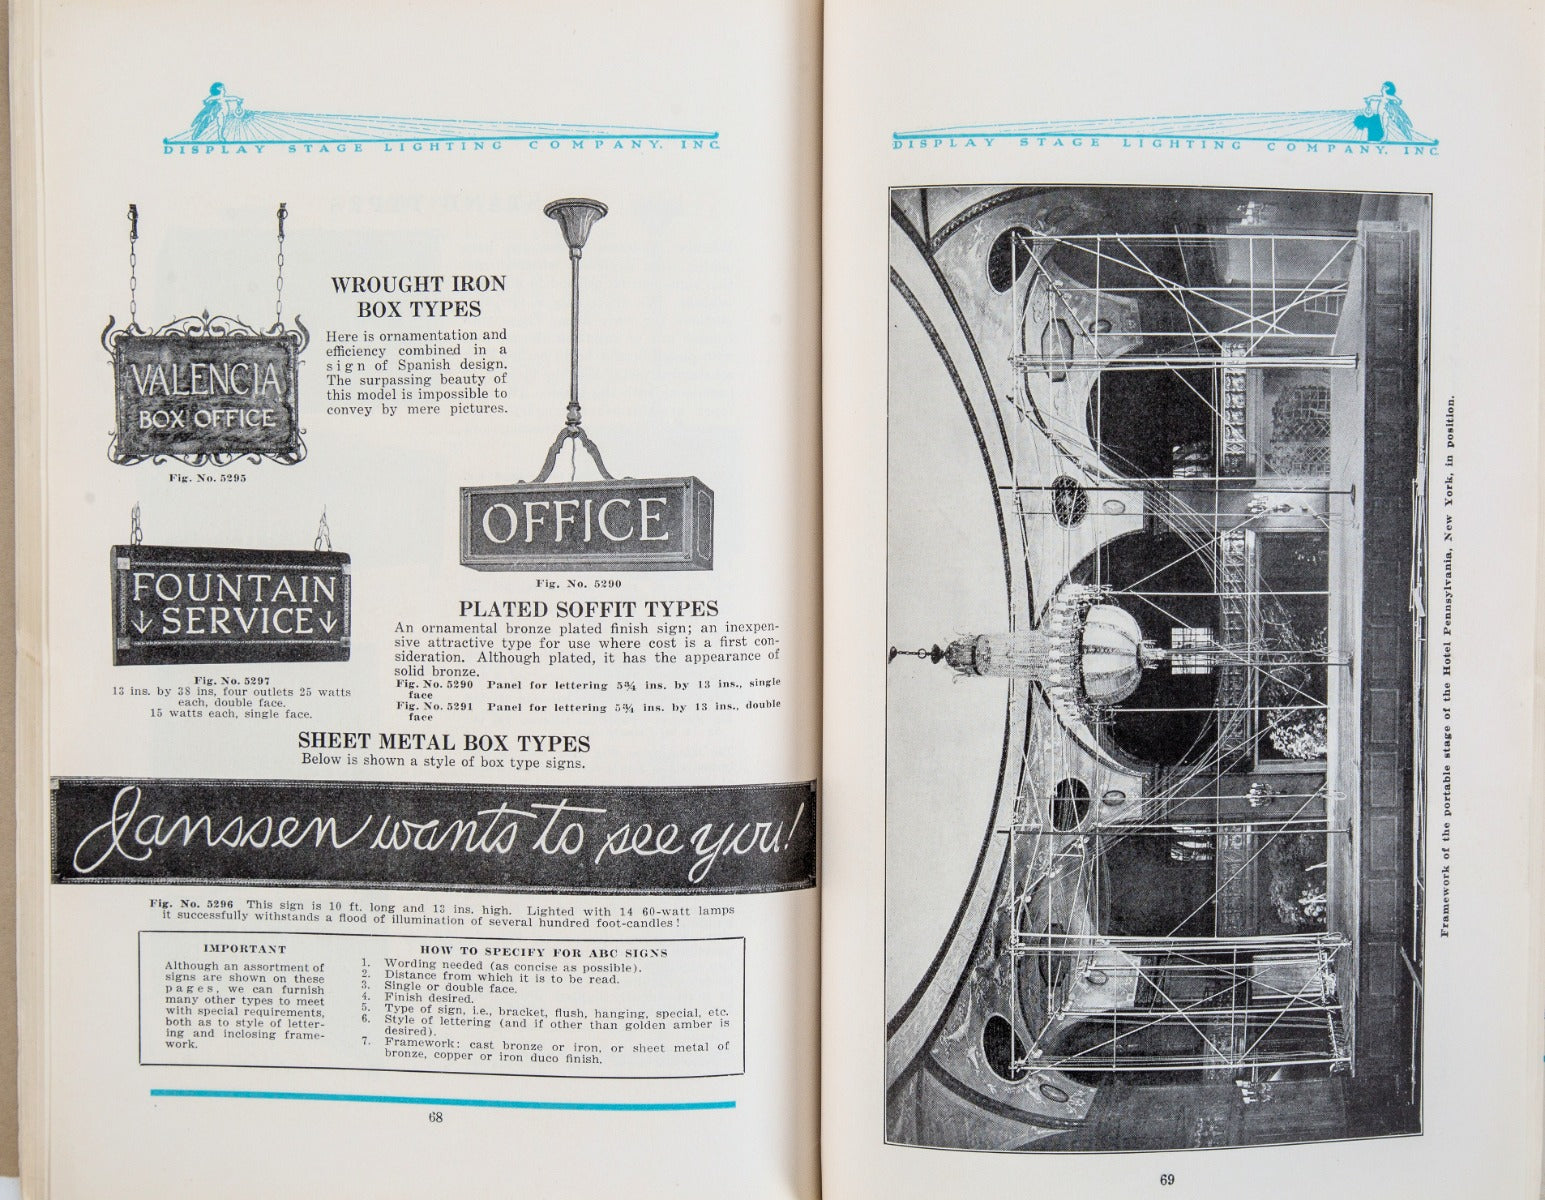 DISPLAY STAGE LIGHTING COMPANY. INC.
VALENCIA
BOX OFFICE
Fig. No. 5295
WROUGHT IRON
BOX TYPES
Here is ornamentation and
efficiency combined in a
sign of Spanish design.
The surpassing beauty of
this model is impossible to
convey by mere pictures.
OFFICE
Fig. No. 5290
FOUNTAIN
↓ SERVICE ↓
Fig. No. 5297
13 ins. by 38 ins, four outlets 25 watts
each, double face.
15 watts each, single face.
PLATED SOFFIT TYPES
An ornamental bronze plated finish sign; an inexpen-
sive attractive type for use where cost is a first con-
sideration. Although plated, it has the appearance of
solid bronze.
Fig. No. 5290 Panel for lettering 5¾ ins. by 13 ins., single
face
Fig. No. 5291 Panel for lettering 5¾ ins. by 13 ins., double
face
SHEET METAL BOX TYPES
Below is shown a style of box type signs.
Janssen wants to see you!
Fig. No. 5296 This sign is 10 ft. long and 13 ins. high. Lighted with 14 60-watt lamps
it successfully withstands a flood of illumination of several hundred foot-candles!
IMPORTANT
Although an assortment of
signs are shown on these
pages, we can furnish
many other types to meet
with special requirements,
both as to style of letter-
ing and inclosing frame-
work.
HOW TO SPECIFY FOR ABC SIGNS
1. Wording needed (as concise as possible).
2. Distance from which it is to be read.
3. Single or double face.
4. Finish desired.
5. Type of sign, i.e., bracket, flush, hanging, special, etc.
6. Style of lettering (and if other than golden amber is
desired).
7. Framework: cast bronze or iron, or sheet metal of
bronze, copper or iron duco finish.
68
DISPLAY STAGE LIGHTING COMPANY. INC.
Framework of the portable stage of the Hotel Pennsylvania, New York, in position.
69